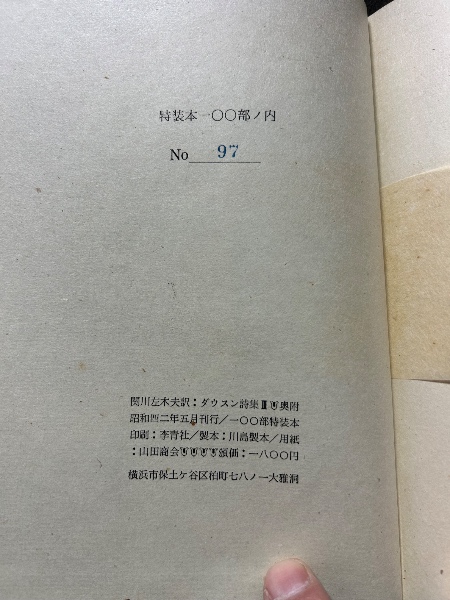 特装本一〇〇部ノ内
No 97
関川左木夫訳：ダウスン詩集Ⅲ奥附
昭和四二年五月刊行／一〇〇部特装本
印刷：李青社／製本：川島製本／用紙
：山田商会頒価：一八〇〇円
横浜市保土ケ谷区柏町七八ノ一大雅洞